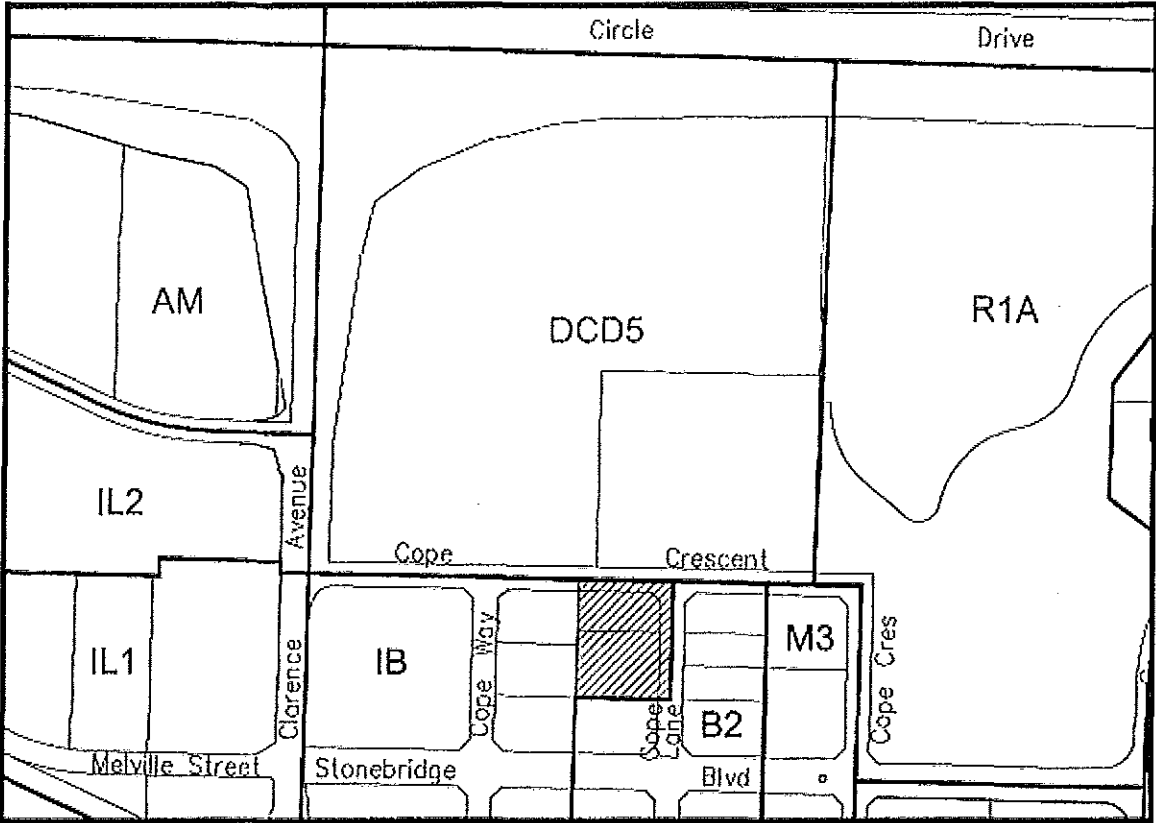 Circle Drive
AM
DCD5
R1A
IL2
Avenue
Cope Crescent
IL1
Clarence
IB
Cope Way
Cope Lane
B2
M3
Cope Cres
Melville Street
Stonebridge Blvd